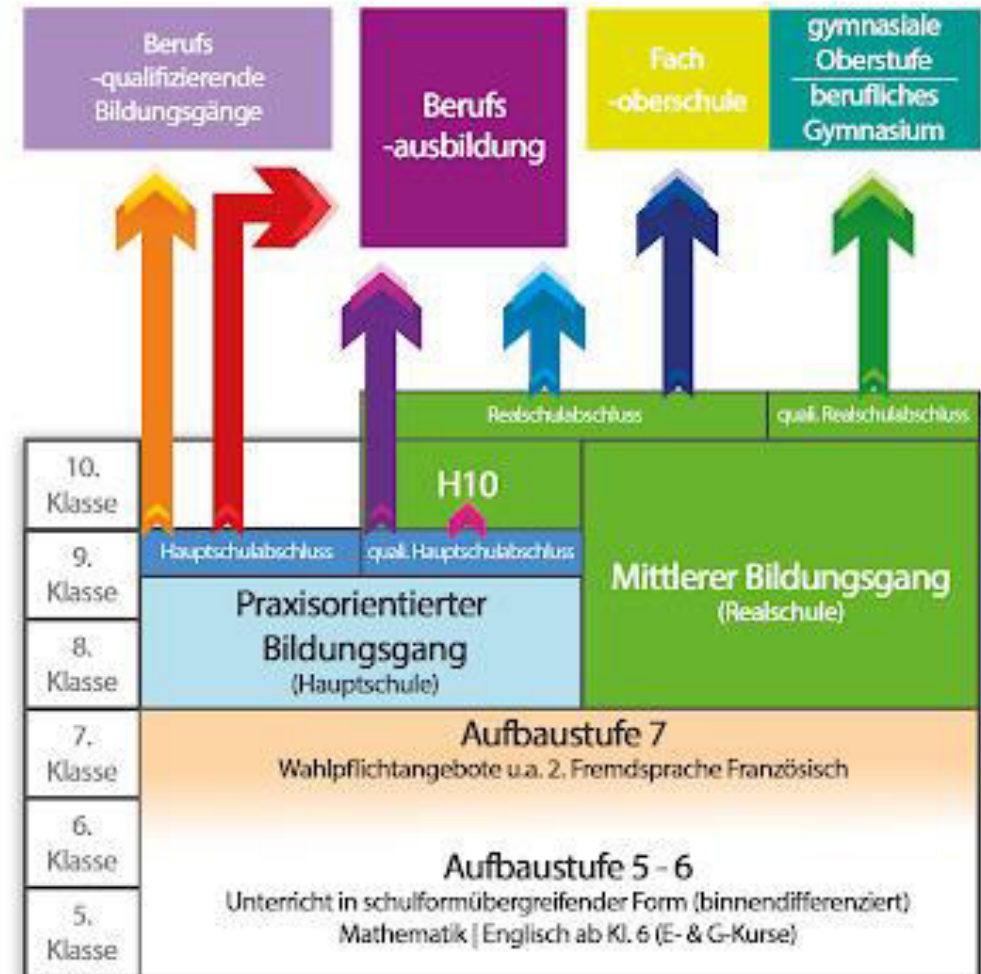 Berufs
-qualifizierende
Bildungsgänge
Berufs
-ausbildung
Fach
-oberschule
gymnasiale
Oberstufe
berufliches
Gymnasium
Realschulabschluss
quali. Realschulabschluss
10.
Klasse
H10
9.
Klasse
Hauptschulabschluss
quali. Hauptschulabschluss
Mittlerer Bildungsgang
(Realschule)
Praxisorientierter
Bildungsgang
(Hauptschule)
8.
Klasse
7.
Klasse
Aufbaustufe 7
Wahlpflichtangebote u.a. 2. Fremdsprache Französisch
6.
Klasse
Aufbaustufe 5 - 6
Unterricht in schulformübergreifender Form (binnendifferenziert)
Mathematik | Englisch ab Kl. 6 (E- & G-Kurse)
5.
Klasse